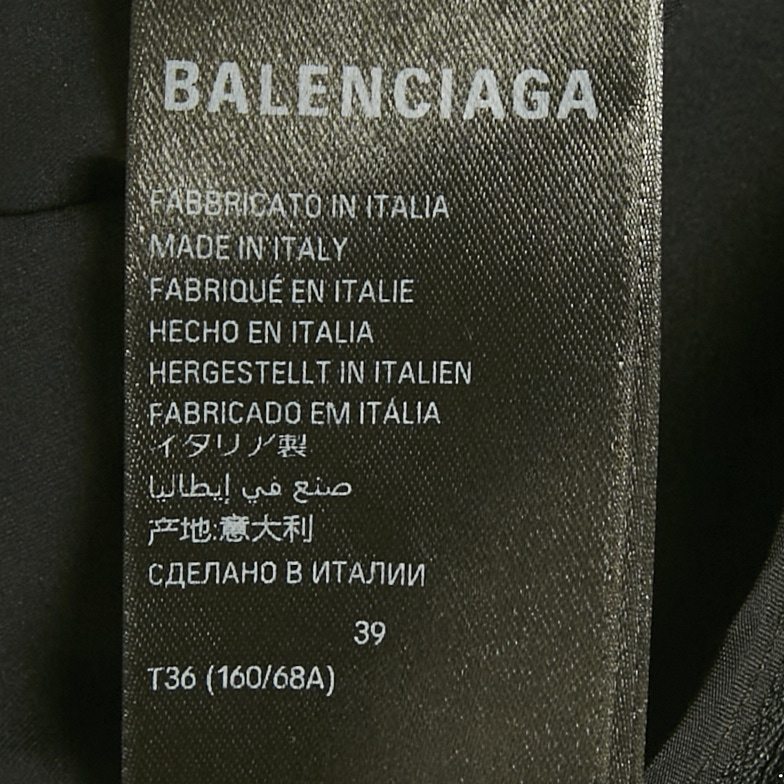 BALENCIAGA
FABBRICATO IN ITALIA
MADE IN ITALY
FABRIQUÉ EN ITALIE
HECHO EN ITALIA
HERGESTELLT IN ITALIEN
FABRICADO EM ITÁLIA
イタリア製
صنع في إيطاليا
产地:意大利
СДЕЛАНО В ИТАЛИИ
39
T36 (160/68A)